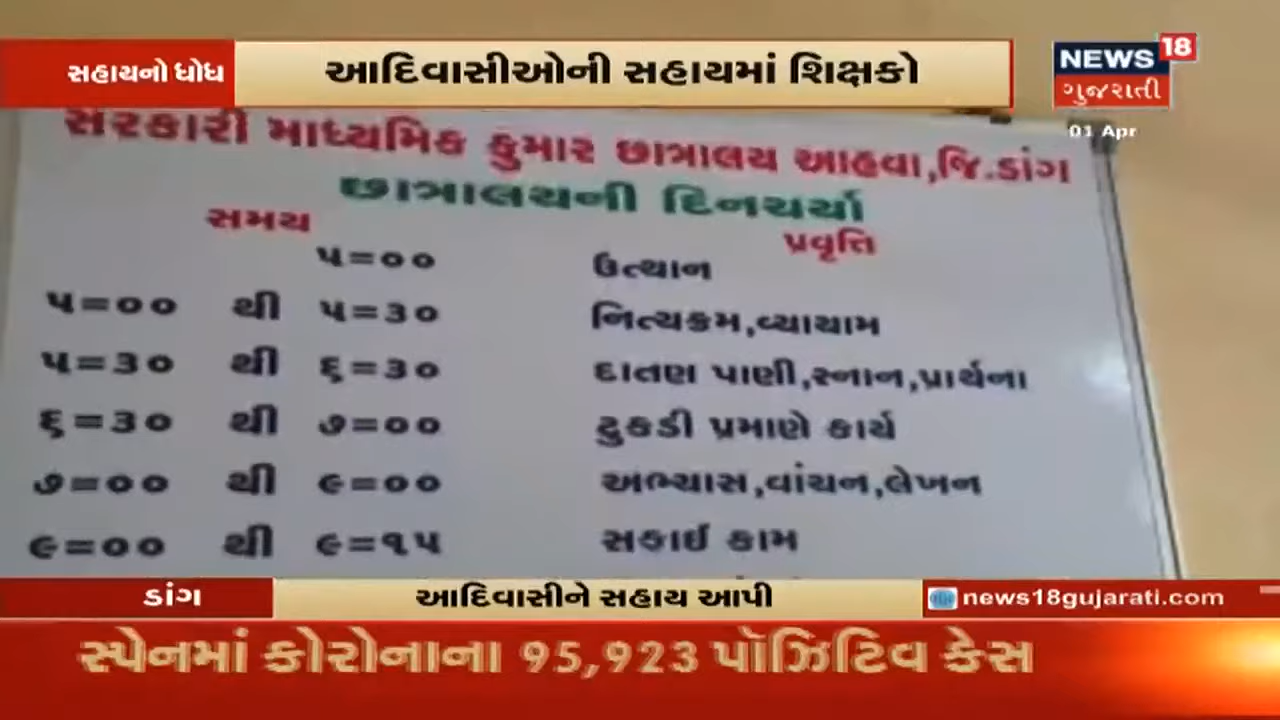 સહાયનો ધોધ
આદિવાસીઓની સહાયમાં શિક્ષકો
NEWS 18
ગુજરાતી
01 Apr
સરકારી માધ્યમિક કુમાર છાત્રાલય આહવા,જિ.ડાંગ
છાત્રાલયની દિનચર્યા
સમય પ્રવૃત્તિ
૫=૦૦ ઉત્થાન
૫=૦૦ થી ૫=૩૦ નિત્યક્રમ,વ્યાયામ
૫=૩૦ થી ૬=૩૦ દાતણ પાણી,સ્નાન,પ્રાર્થના
૬=૩૦ થી ૭=૦૦ ટુકડી પ્રમાણે કાર્ય
૭=૦૦ થી ૯=૦૦ અભ્યાસ,વાંચન,લેખન
૯=૦૦ થી ૯=૧૫ સફાઈ કામ
ડાંગ
આદિવાસીને સહાય આપી
news18gujarati.com
સ્પેનમાં કોરોનાના 95,923 પૉઝિટિવ કેસ